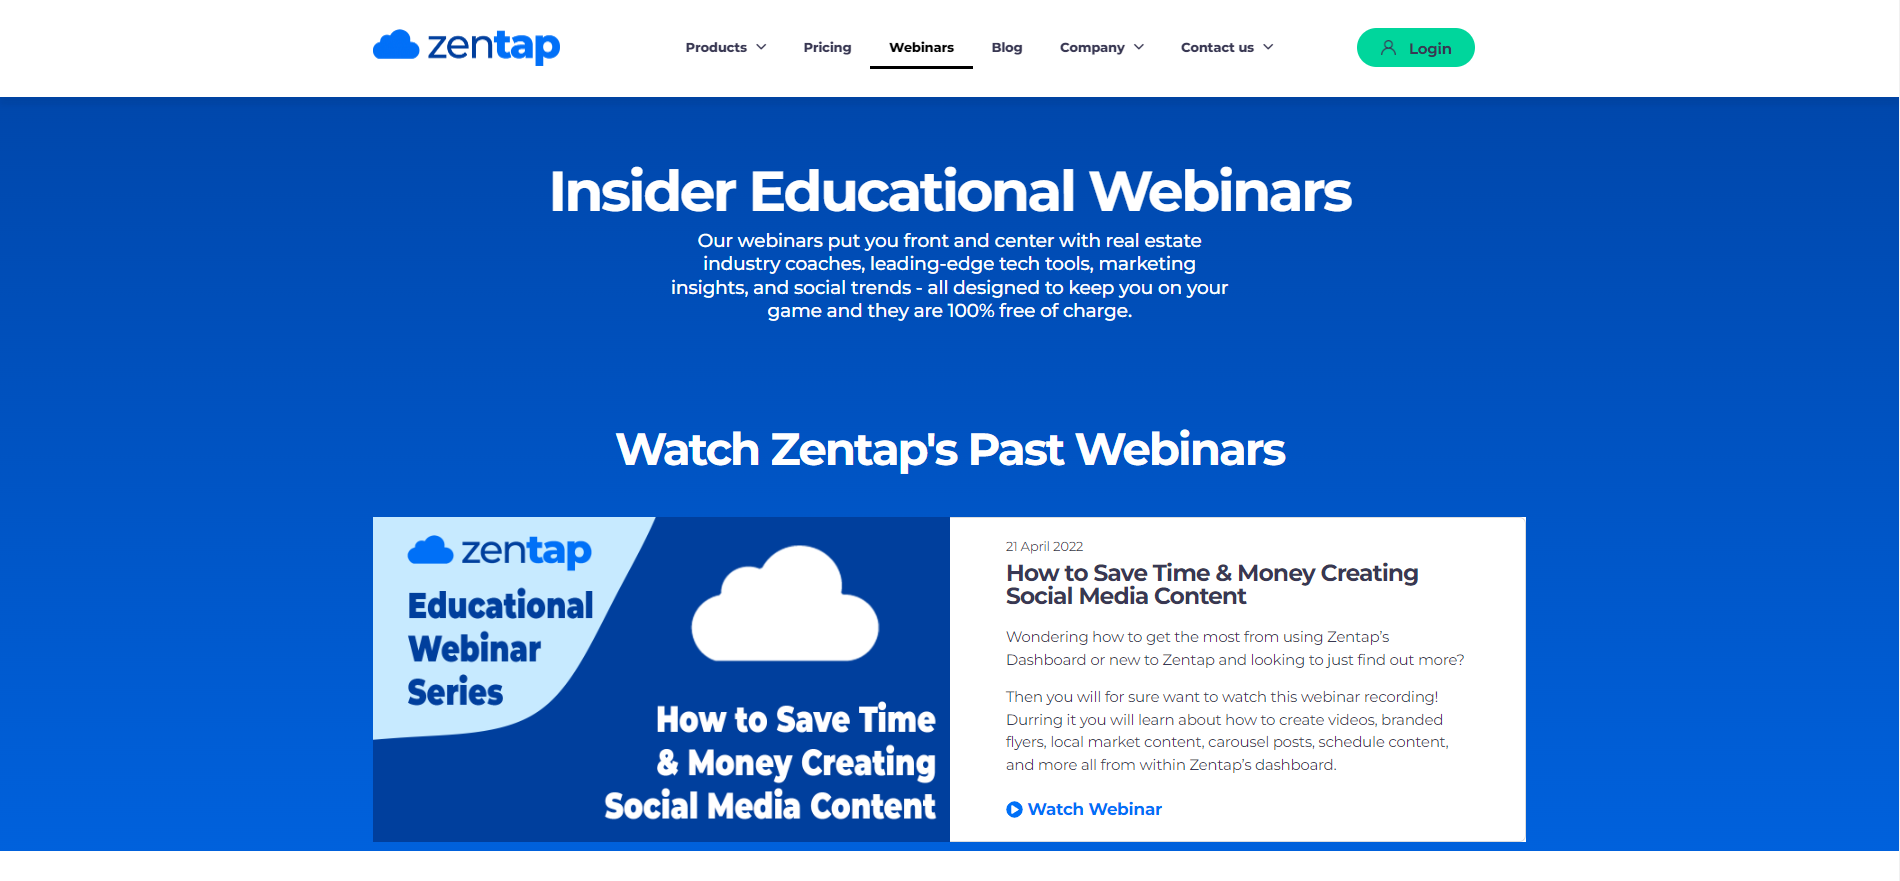 zentap
Products
Pricing
Webinars
Blog
Company
Contact us
Login
Insider Educational Webinars
Our webinars put you front and center with real estate
industry coaches, leading-edge tech tools, marketing
insights, and social trends - all designed to keep you on your
game and they are 100% free of charge.
Watch Zentap's Past Webinars
zentap
Educational
Webinar
Series
How to Save Time
& Money Creating
Social Media Content
21 April 2022
How to Save Time & Money Creating
Social Media Content
Wondering how to get the most from using Zentap’s
Dashboard or new to Zentap and looking to just find out more?
Then you will for sure want to watch this webinar recording!
Durring it you will learn about how to create videos, branded
flyers, local market content, carousel posts, schedule content,
and more all from within Zentap’s dashboard.
Watch Webinar